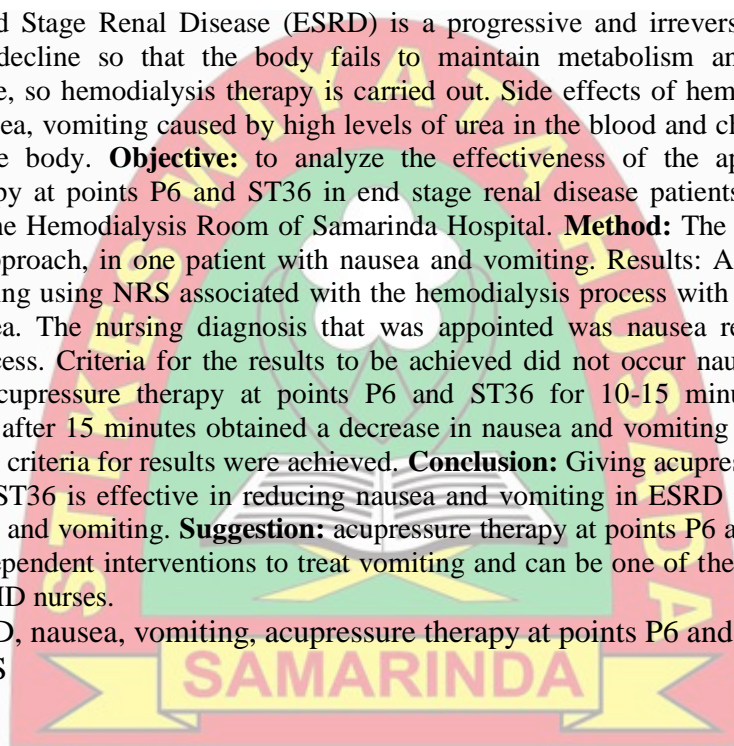 d Stage Renal Disease (ESRD) is a progressive and irrevers
decline so that the body fails to maintain metabolism an
e, so hemodialysis therapy is carried out. Side effects of hem
ea, vomiting caused by high levels of urea in the blood and cl
e body. Objective: to analyze the effectiveness of the ap
py at points P6 and ST36 in end stage renal disease patients
he Hemodialysis Room of Samarinda Hospital. Method: The
pproach, in one patient with nausea and vomiting. Results: A
ing using NRS associated with the hemodialysis process with
ea. The nursing diagnosis that was appointed was nausea re
cess. Criteria for the results to be achieved did not occur nau
cupressure therapy at points P6 and ST36 for 10-15 minu
after 15 minutes obtained a decrease in nausea and vomiting
criteria for results were achieved. Conclusion: Giving acupres
ST36 is effective in reducing nausea and vomiting in ESRD
and vomiting. Suggestion: acupressure therapy at points P6 a
ependent interventions to treat vomiting and can be one of the
HD nurses.
D, nausea, vomiting, acupressure therapy at points P6 and
S
STIKES WIYATA HUSADA
SAMARINDA